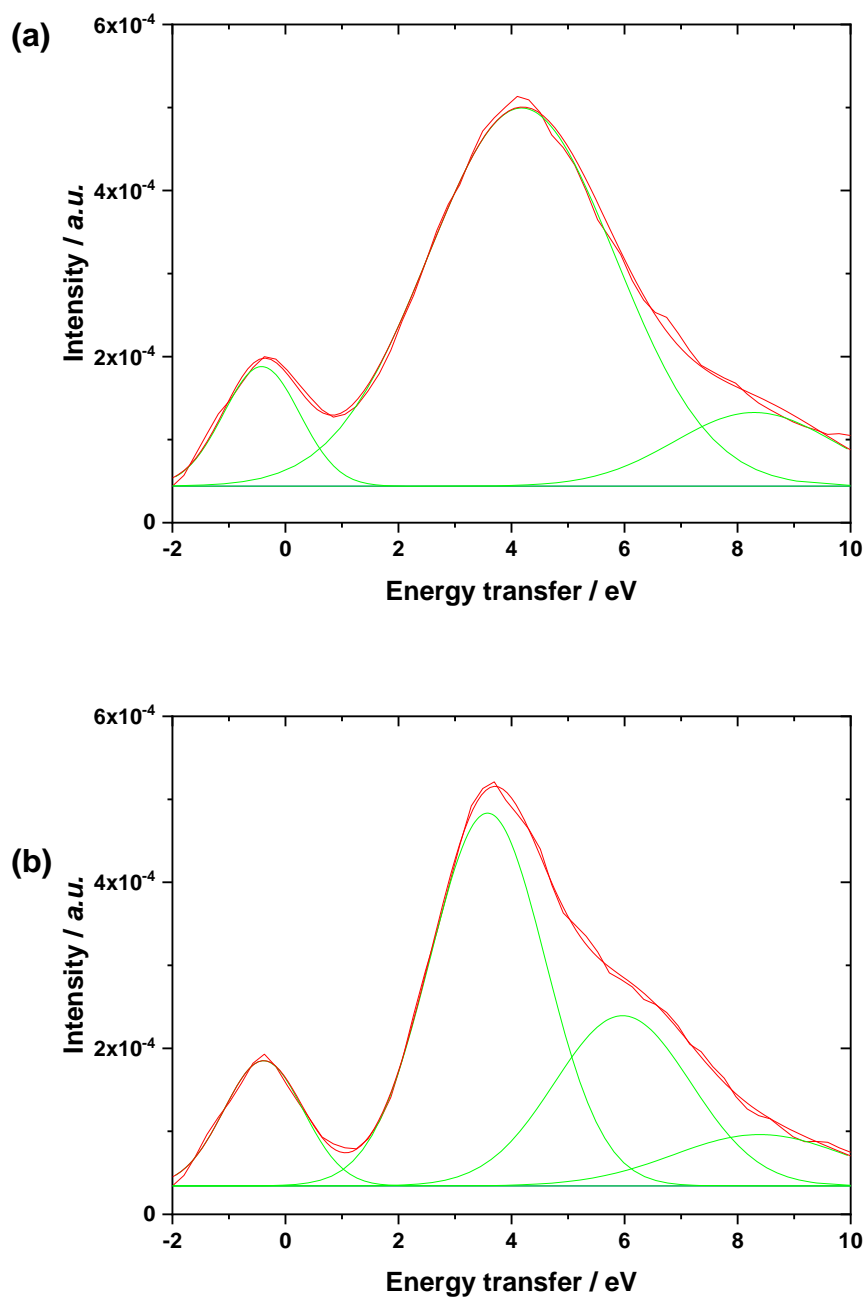 (a)
6x10⁻⁴
4x10⁻⁴
2x10⁻⁴
0
Intensity / a.u.
-2 0 2 4 6 8 10
Energy transfer / eV
(b)
6x10⁻⁴
4x10⁻⁴
2x10⁻⁴
0
Intensity / a.u.
-2 0 2 4 6 8 10
Energy transfer / eV